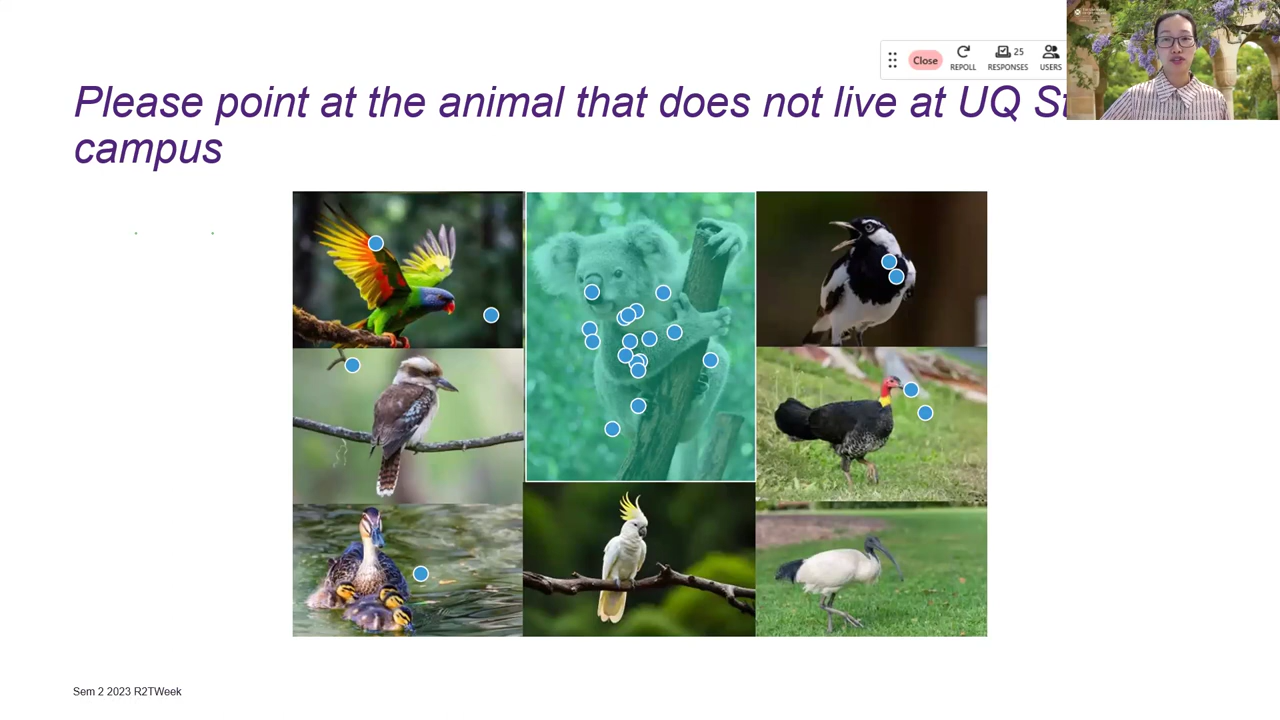 Close
REPOLL
25
RESPONSES
USERS
Please point at the animal that does not live at UQ
campus
Sem 2 2023 R2TWeek